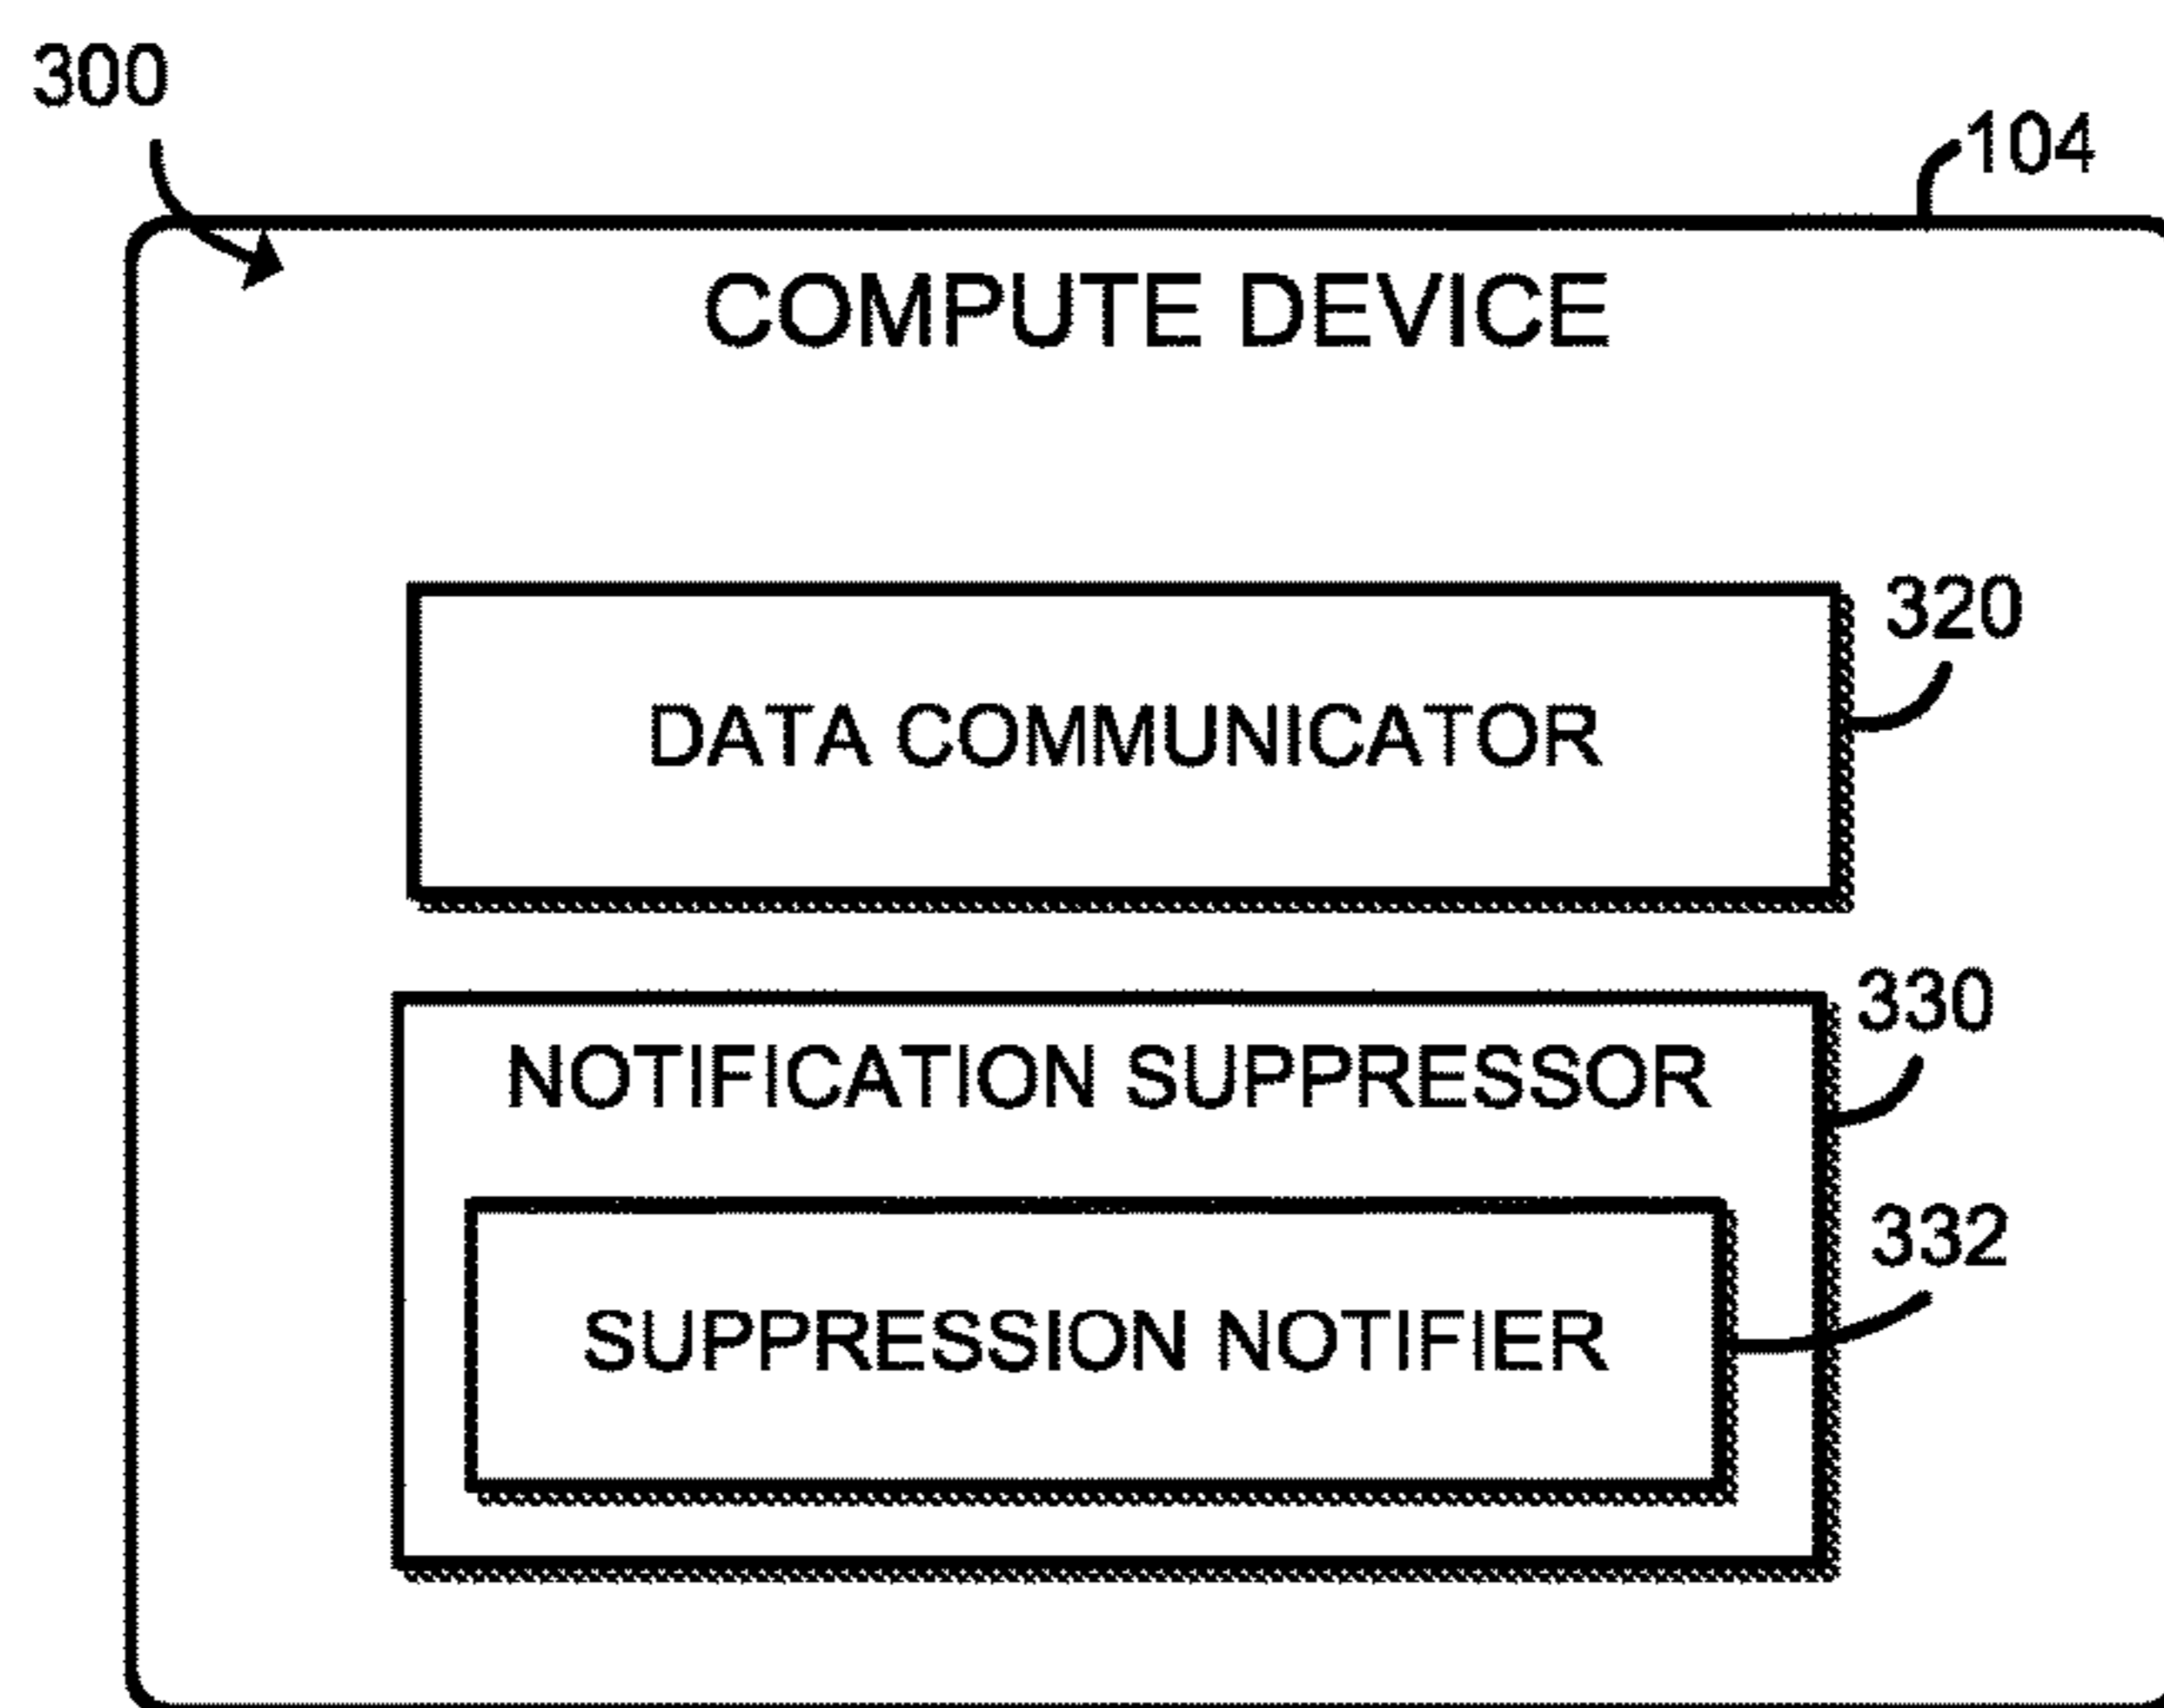 300
104
COMPUTE DEVICE
320
DATA COMMUNICATOR
330
NOTIFICATION SUPPRESSOR
332
SUPPRESSION NOTIFIER